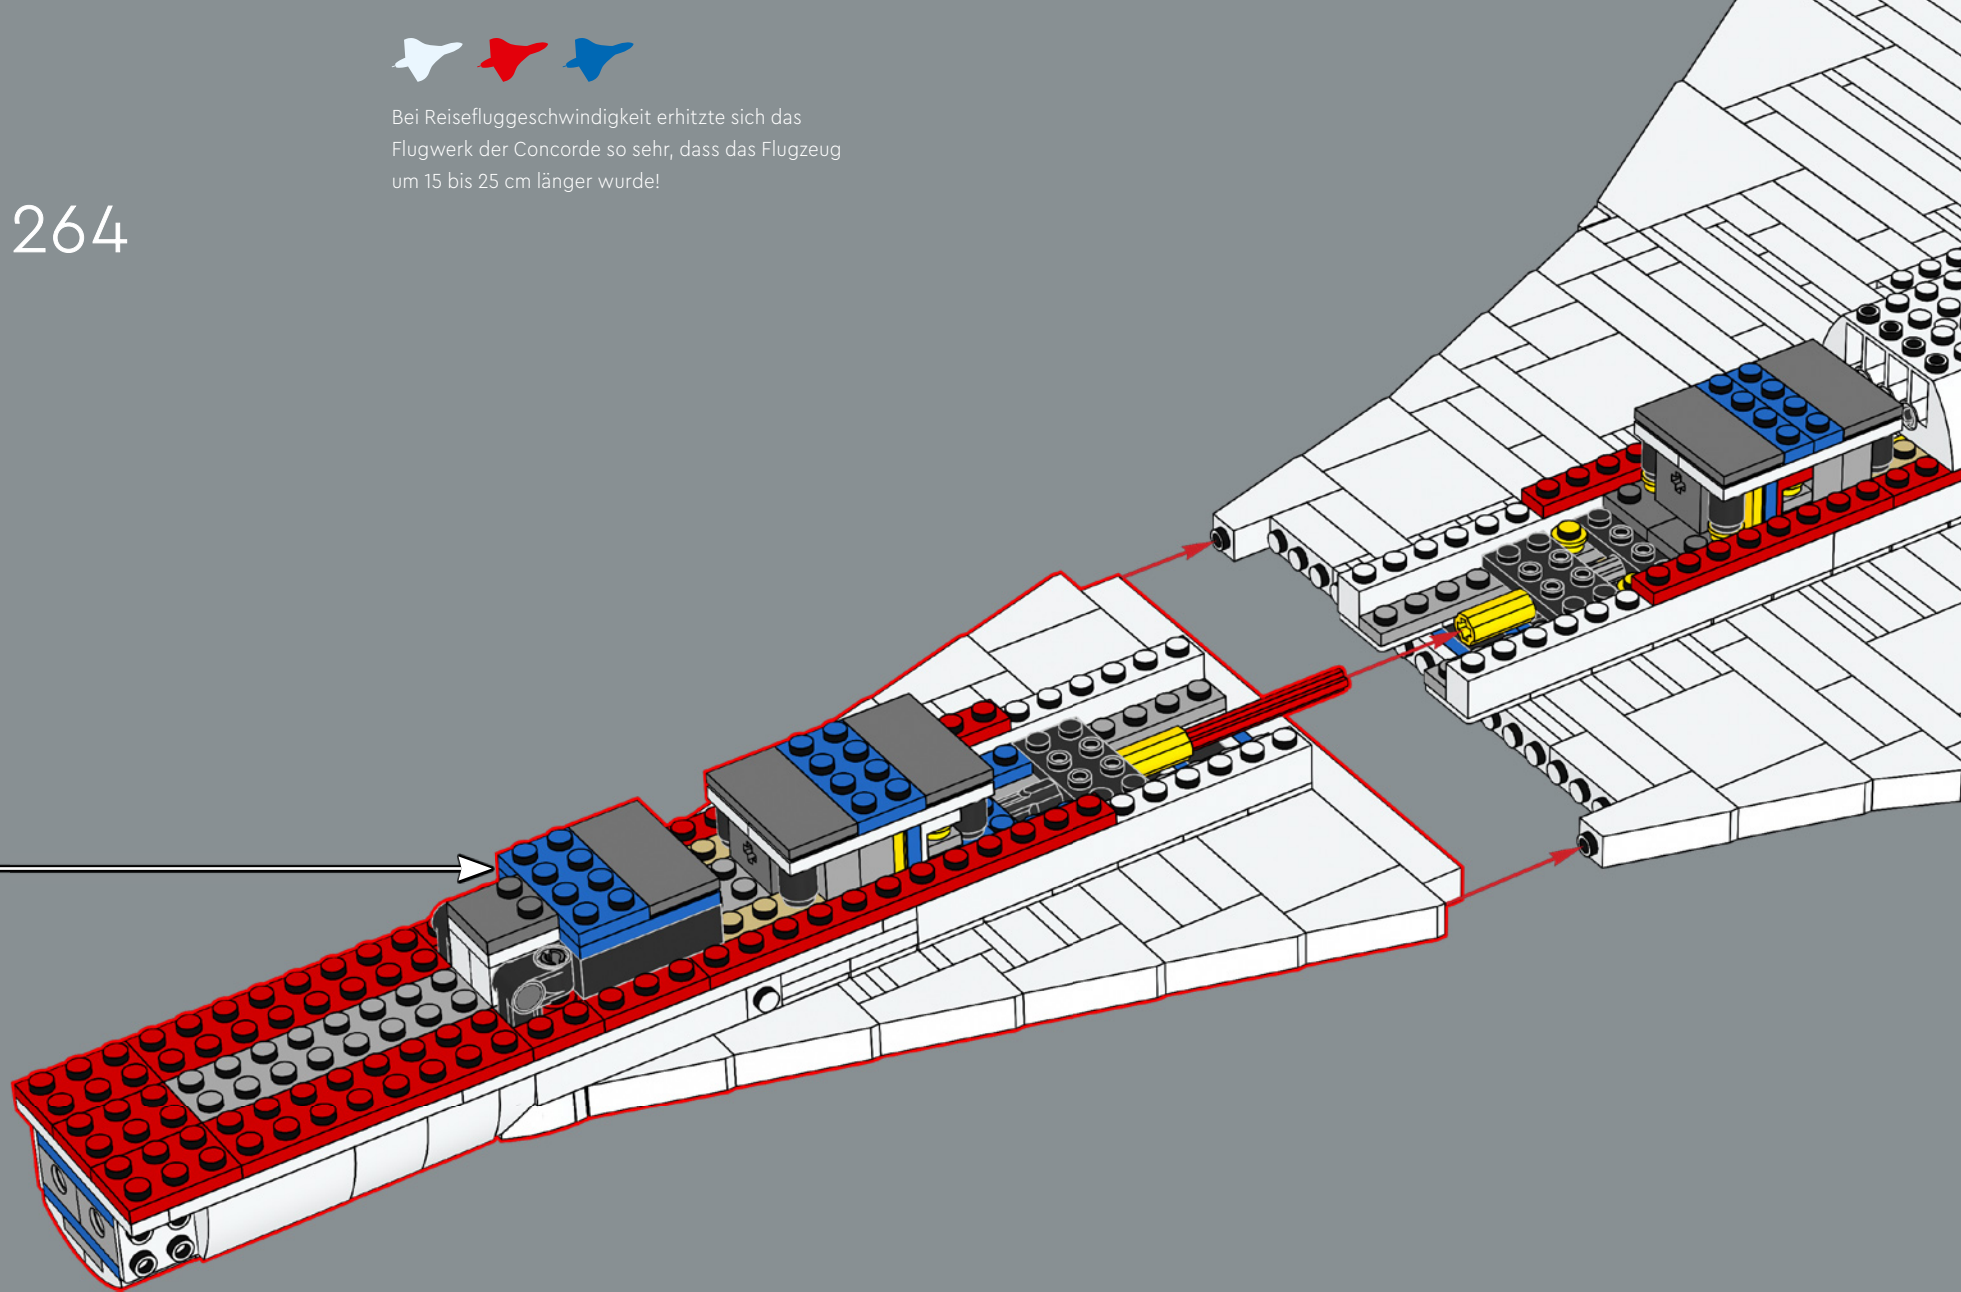 Bei Reisefluggeschwindigkeit erhitzte sich das
Flugwerk der Concorde so sehr, dass das Flugzeug
um 15 bis 25 cm länger wurde!
264